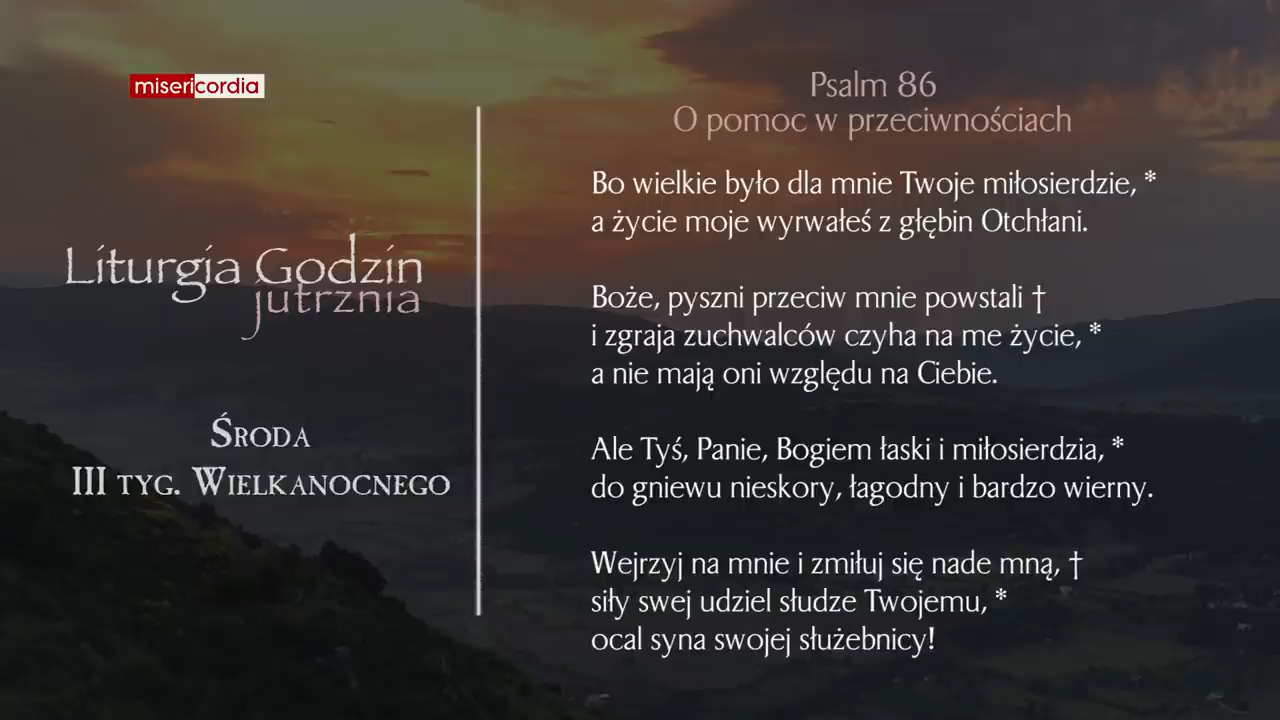 misericordia
Liturgia Godzin
jutrznia
Środa
III tyg. Wielkanocnego
Psalm 86
O pomoc w przeciwnościach
Bo wielkie było dla mnie Twoje miłosierdzie, *
a życie moje wyrwałeś z głębin Otchłani.
Boże, pyszni przeciw mnie powstali †
i zgraja zuchwalców czyha na me życie, *
a nie mają oni względu na Ciebie.
Ale Tyś, Panie, Bogiem łaski i miłosierdzia, *
do gniewu nieskory, łagodny i bardzo wierny.
Wejrzyj na mnie i zmiłuj się nade mną, †
siły swej udziel słudze Twojemu, *
ocal syna swojej służebnicy!